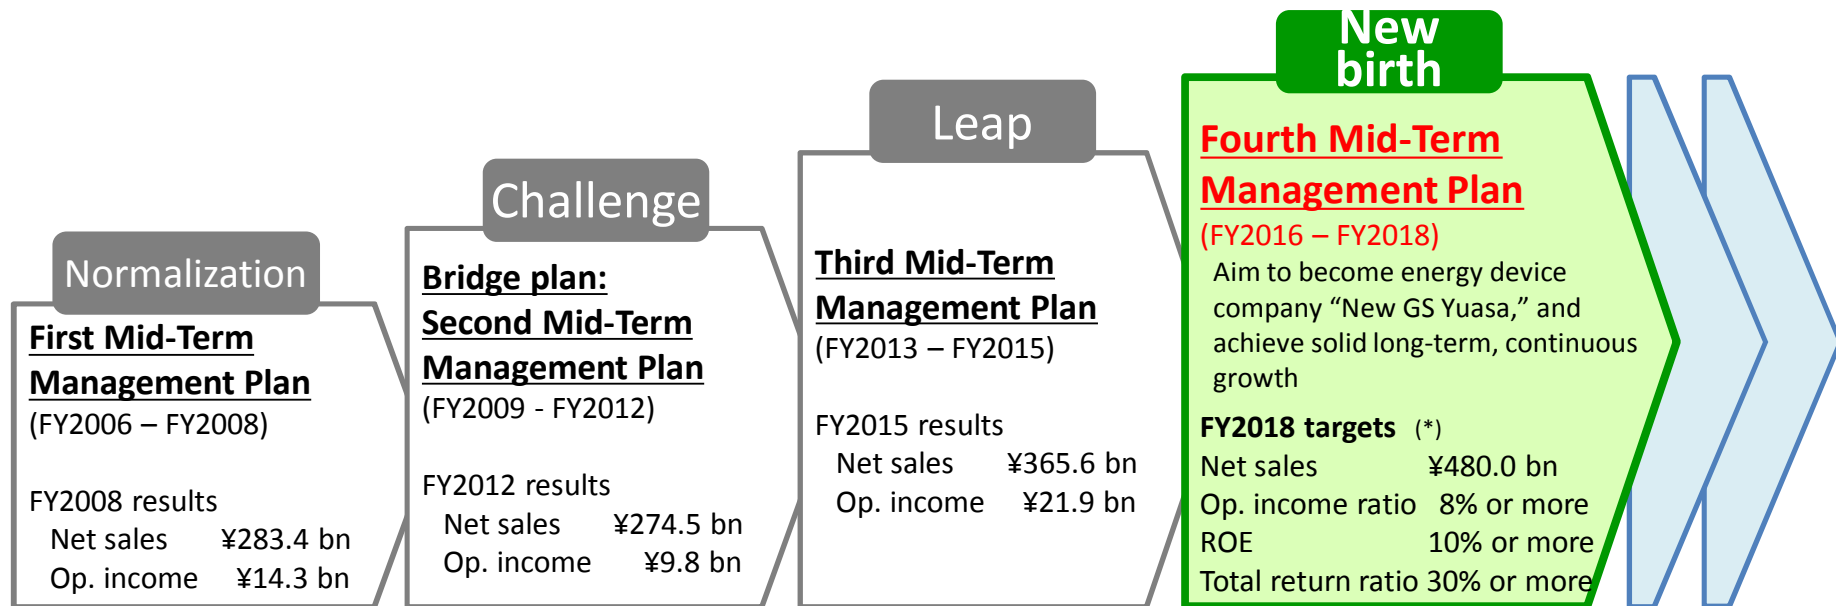 Normalization
First Mid-Term
Management Plan
(FY2006 – FY2008)
FY2008 results
Net sales ¥283.4 bn
Op. income ¥14.3 bn
Challenge
Bridge plan:
Second Mid-Term
Management Plan
(FY2009 - FY2012)
FY2012 results
Net sales ¥274.5 bn
Op. income ¥9.8 bn
Leap
Third Mid-Term
Management Plan
(FY2013 – FY2015)
FY2015 results
Net sales ¥365.6 bn
Op. income ¥21.9 bn
New
birth
Fourth Mid-Term
Management Plan
(FY2016 – FY2018)
Aim to become energy device
company “New GS Yuasa,” and
achieve solid long-term, continuous
growth
FY2018 targets (*)
Net sales ¥480.0 bn
Op. income ratio 8% or more
ROE 10% or more
Total return ratio 30% or more